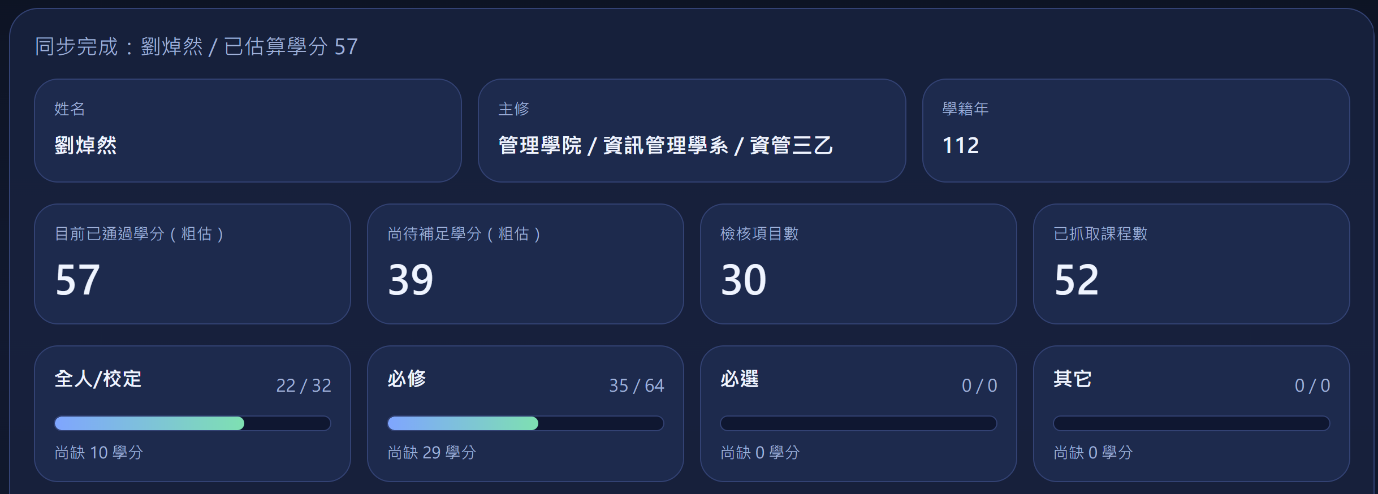 同步完成：劉焯然 / 已估算學分 57
姓名
劉焯然
主修
管理學院 / 資訊管理學系 / 資管三乙
學籍年
112
目前已通過學分（粗估）
57
尚待補足學分（粗估）
39
檢核項目數
30
已抓取課程數
52
全人/校定
22 / 32
尚缺 10 學分
必修
35 / 64
尚缺 29 學分
必選
0 / 0
尚缺 0 學分
其它
0 / 0
尚缺 0 學分